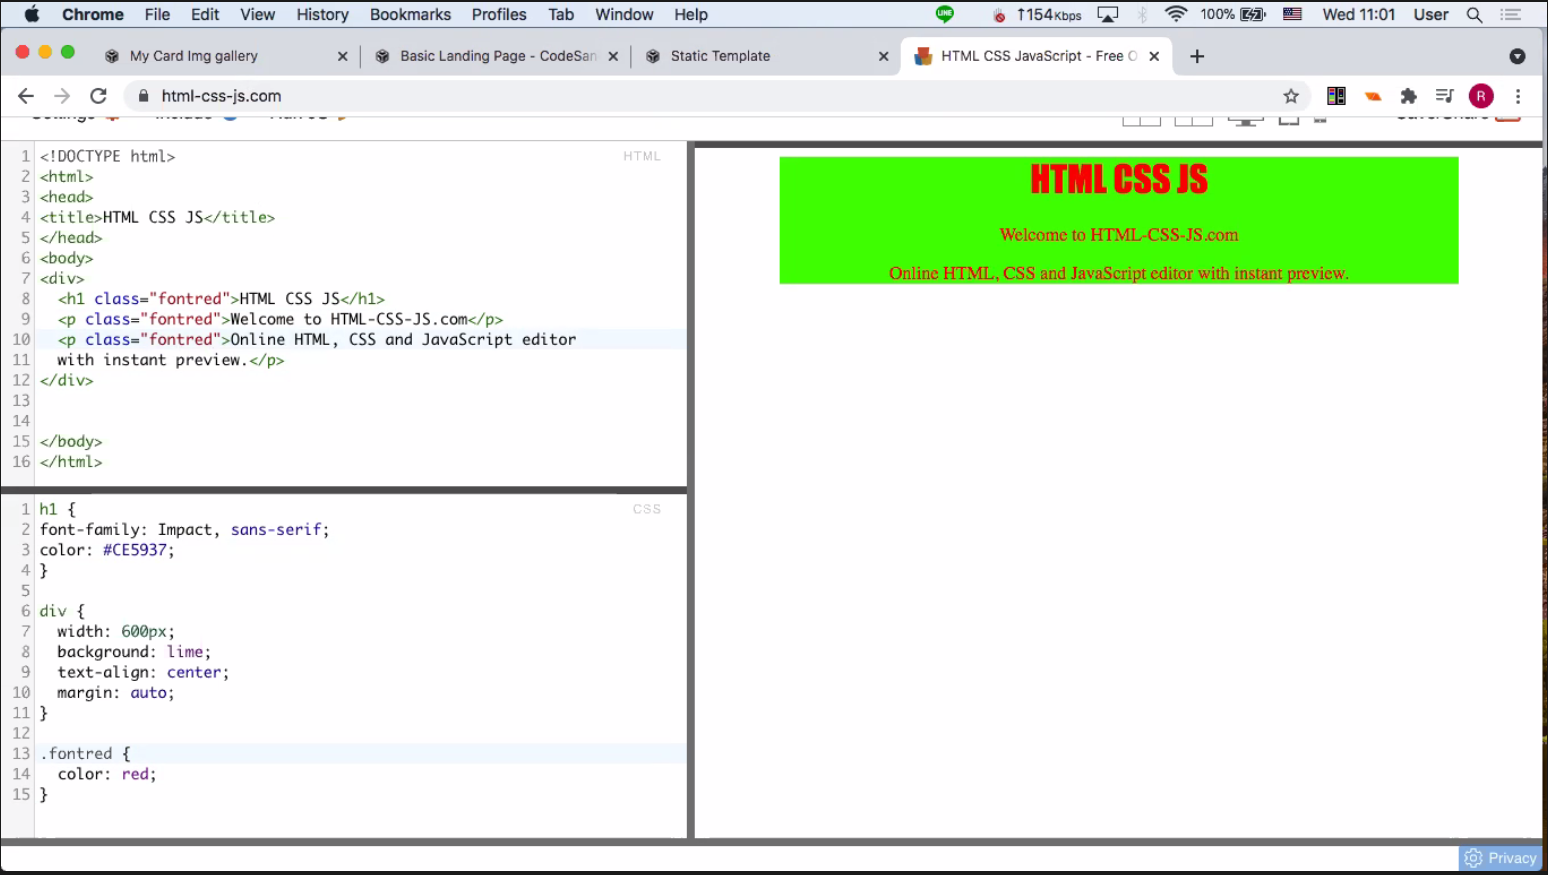 Chrome File Edit View History Bookmarks Profiles Tab Window Help LINE ↑154Kbps 100% Wed 11:01 User
My Card Img gallery Basic Landing Page - CodeSan Static Template HTML CSS JavaScript - Free O
html-css-js.com R
HTML
1 <!DOCTYPE html>
2 <html>
3 <head>
4 <title>HTML CSS JS</title>
5 </head>
6 <body>
7 <div>
8 <h1 class="fontred">HTML CSS JS</h1>
9 <p class="fontred">Welcome to HTML-CSS-JS.com</p>
10 <p class="fontred">Online HTML, CSS and JavaScript editor
11 with instant preview.</p>
12 </div>
13
14
15 </body>
16 </html>
CSS
1 h1 {
2 font-family: Impact, sans-serif;
3 color: #CE5937;
4 }
5
6 div {
7 width: 600px;
8 background: lime;
9 text-align: center;
10 margin: auto;
11 }
12
13 .fontred {
14 color: red;
15 }
HTML CSS JS
Welcome to HTML-CSS-JS.com
Online HTML, CSS and JavaScript editor with instant preview.
Privacy